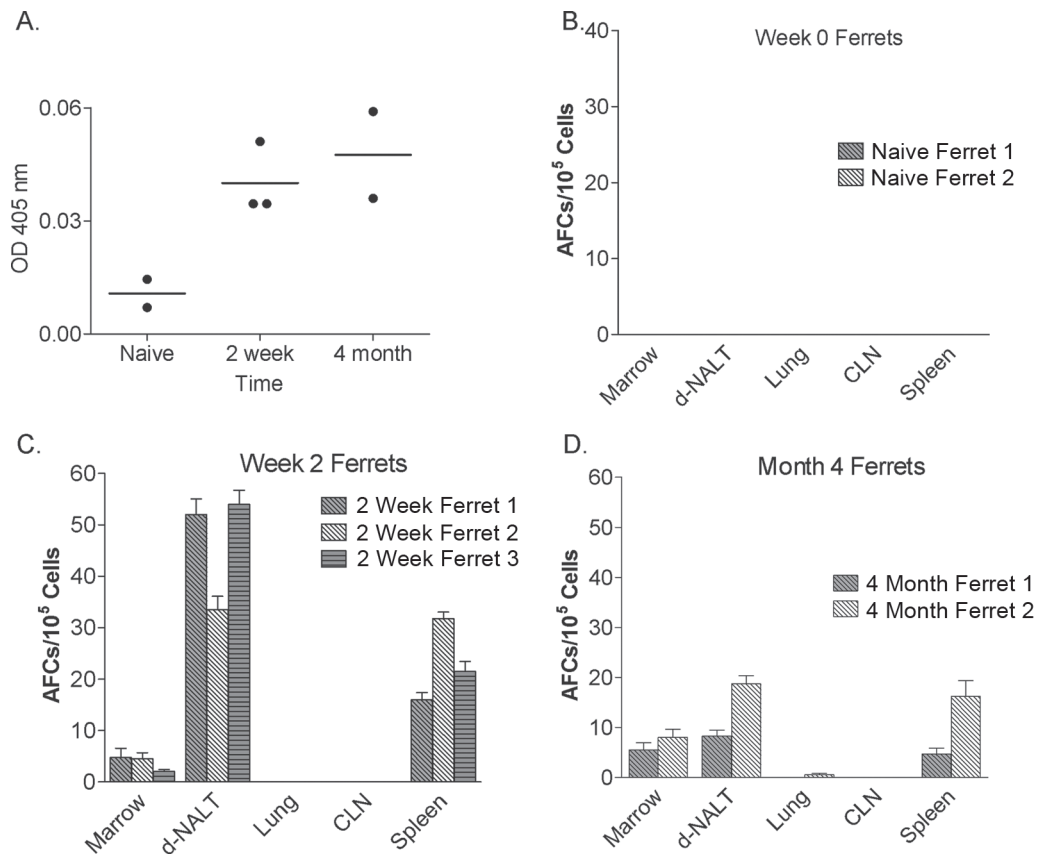 A.
OD 405 nm
0.06
0.03
0.00
Naive
2 week
4 month
Time
B.
Week 0 Ferrets
AFCs/10⁵ Cells
40
30
20
10
0
Naive Ferret 1
Naive Ferret 2
Marrow
d-NALT
Lung
CLN
Spleen
C.
Week 2 Ferrets
AFCs/10⁵ Cells
60
50
40
30
20
10
0
2 Week Ferret 1
2 Week Ferret 2
2 Week Ferret 3
Marrow
d-NALT
Lung
CLN
Spleen
D.
Month 4 Ferrets
AFCs/10⁵ Cells
60
50
40
30
20
10
0
4 Month Ferret 1
4 Month Ferret 2
Marrow
d-NALT
Lung
CLN
Spleen